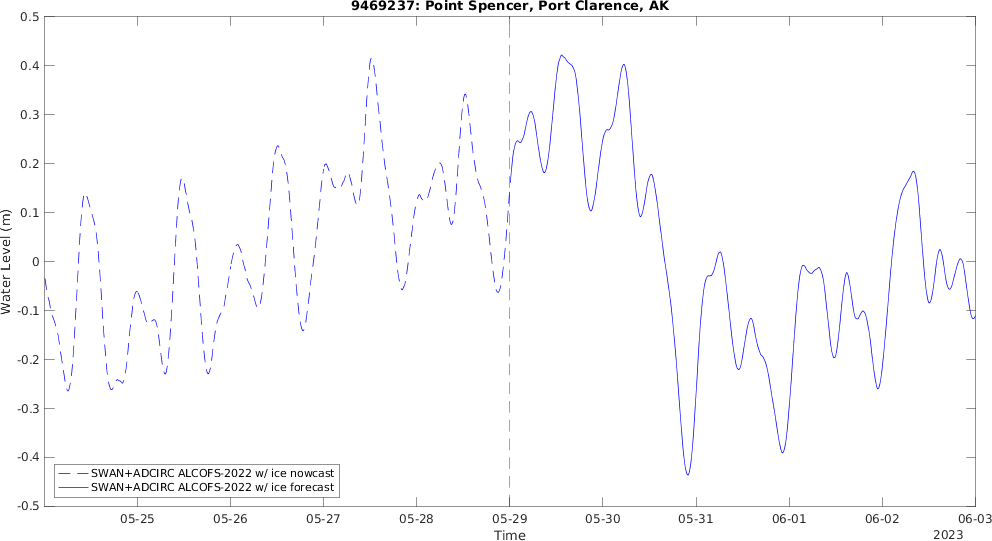 9469237: Point Spencer, Port Clarence, AK
0.5
0.4
0.3
0.2
0.1
0
-0.1
-0.2
-0.3
-0.4
-0.5
Water Level (m)
SWAN+ADCIRC ALCOFS-2022 w/ ice nowcast
SWAN+ADCIRC ALCOFS-2022 w/ ice forecast
05-25 05-26 05-27 05-28 05-29 05-30 05-31 06-01 06-02 06-03
Time
2023